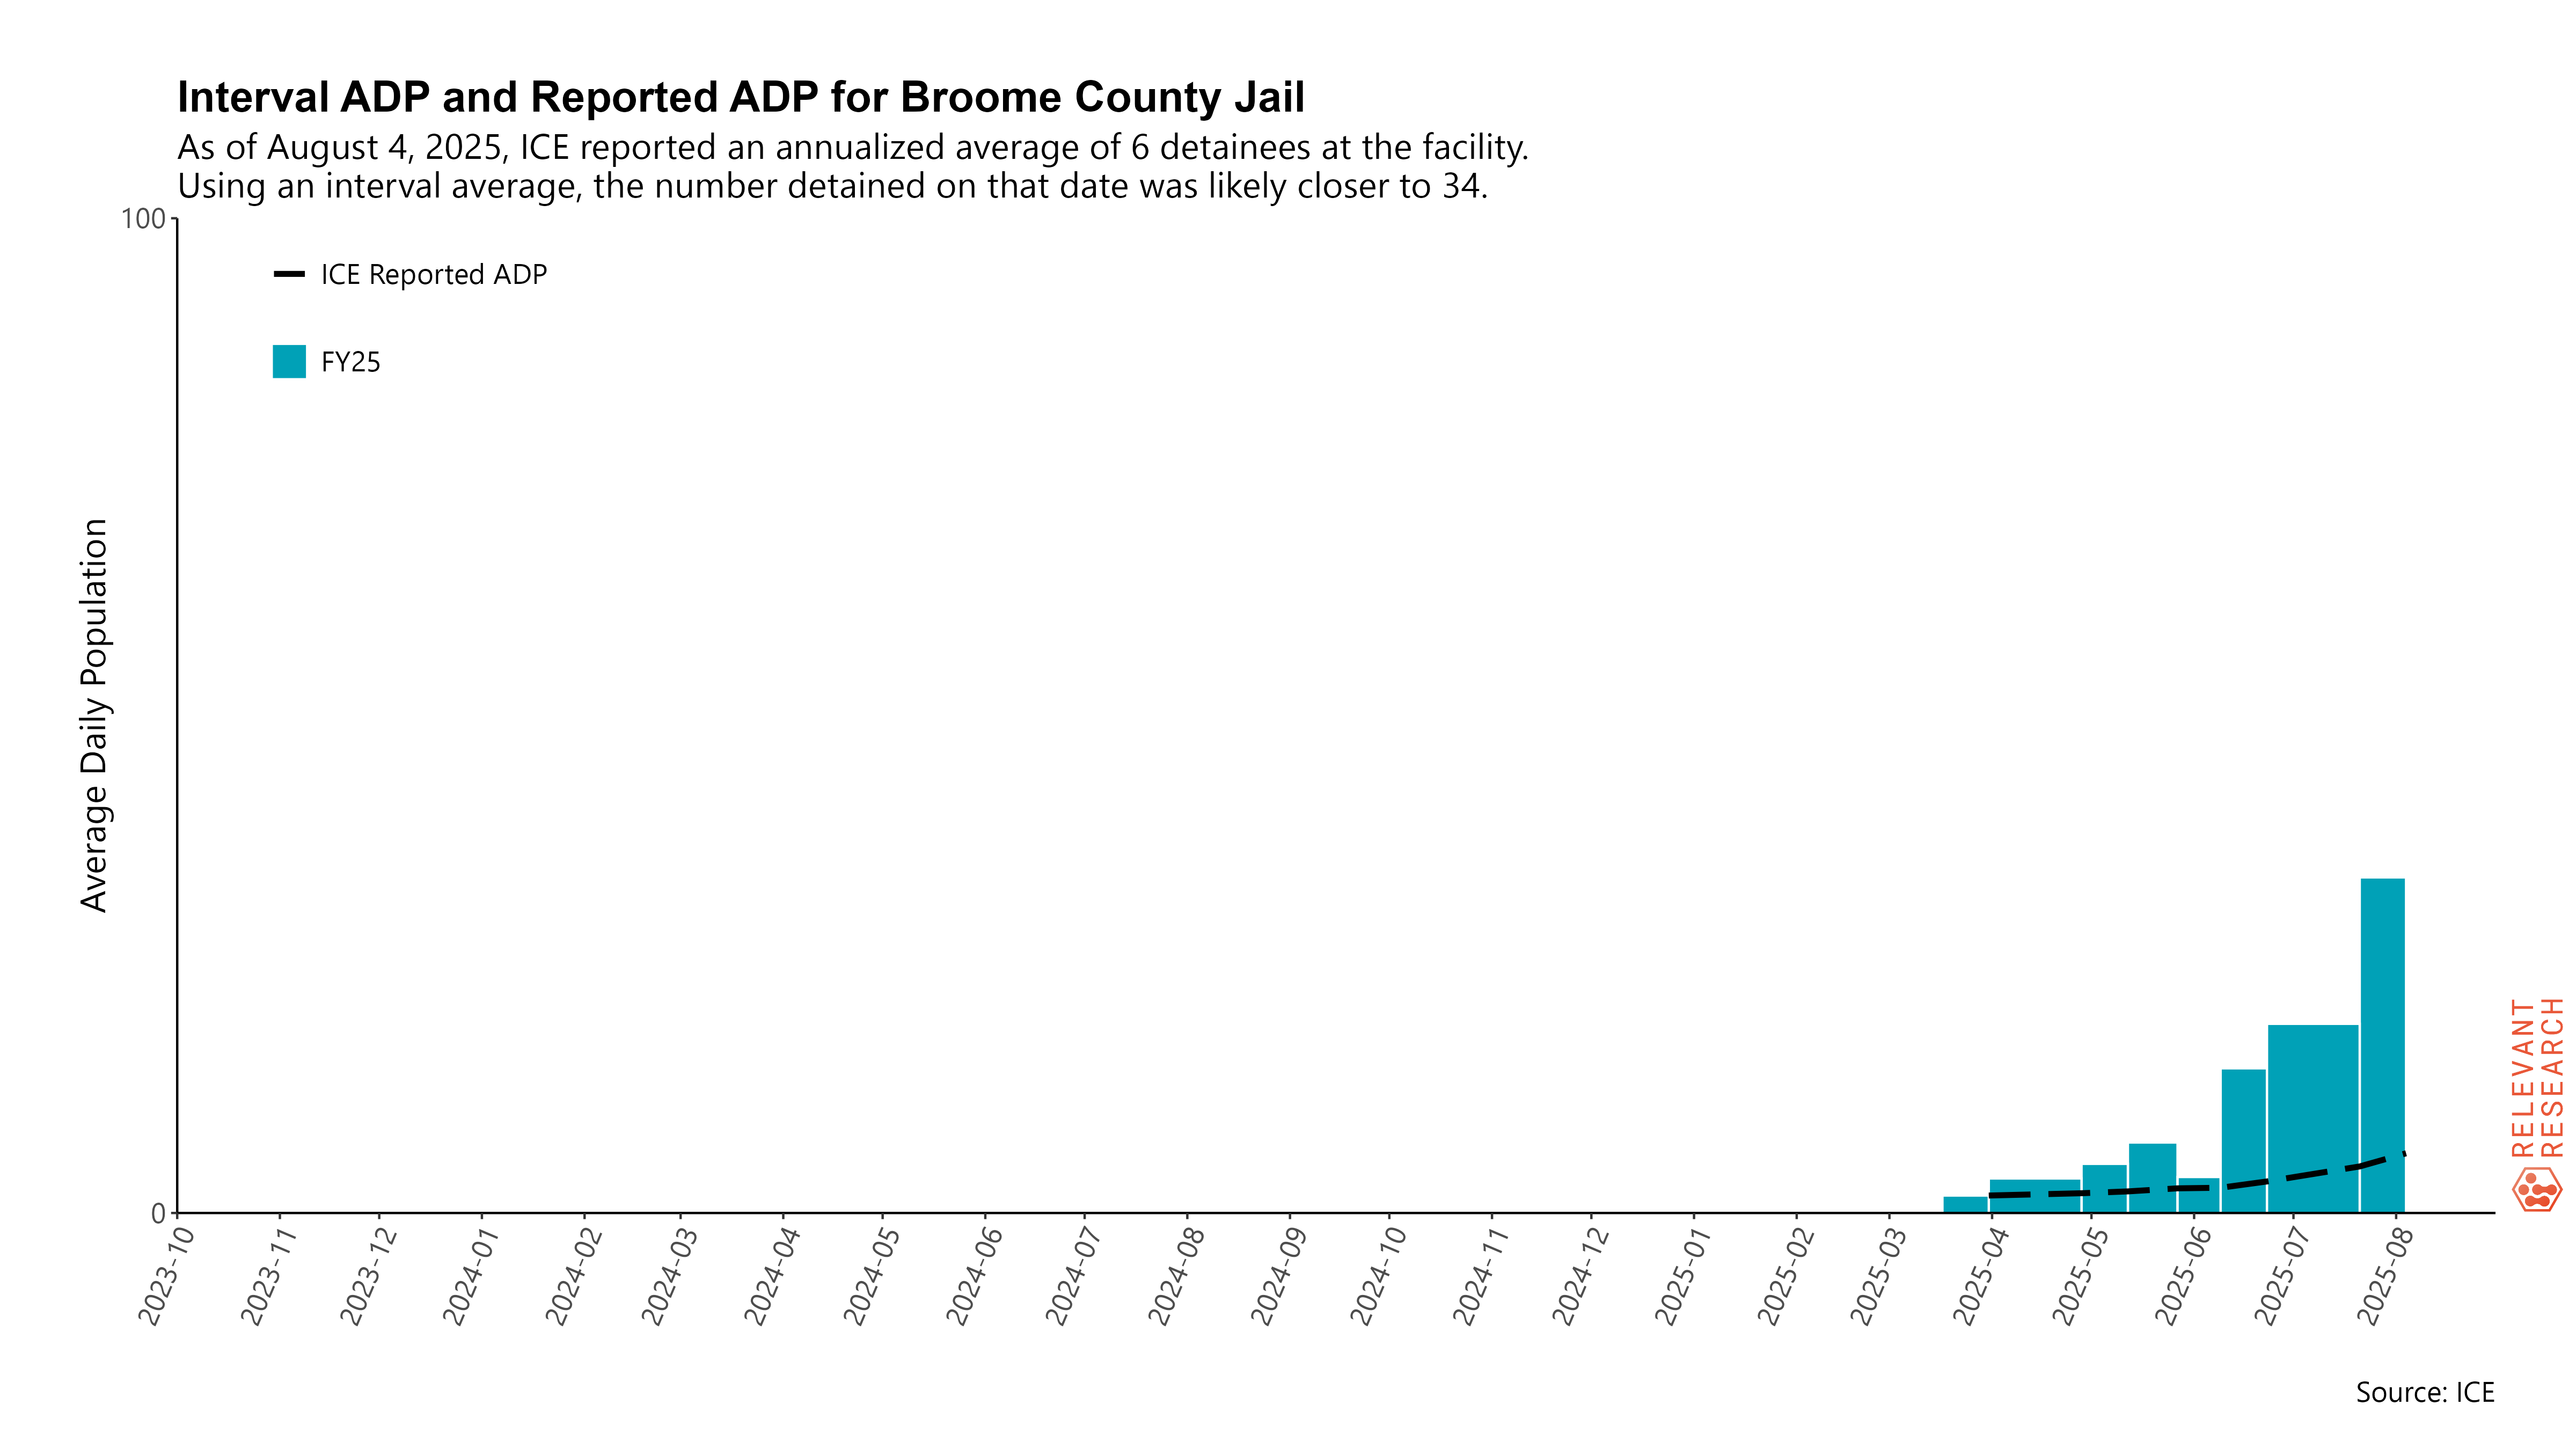 Interval ADP and Reported ADP for Broome County Jail
As of August 4, 2025, ICE reported an annualized average of 6 detainees at the facility.
Using an interval average, the number detained on that date was likely closer to 34.
100
ICE Reported ADP
FY25
Average Daily Population
0
2023-10
2023-11
2023-12
2024-01
2024-02
2024-03
2024-04
2024-05
2024-06
2024-07
2024-08
2024-09
2024-10
2024-11
2024-12
2025-01
2025-02
2025-03
2025-04
2025-05
2025-06
2025-07
2025-08
RELEVANT
RESEARCH
Source: ICE